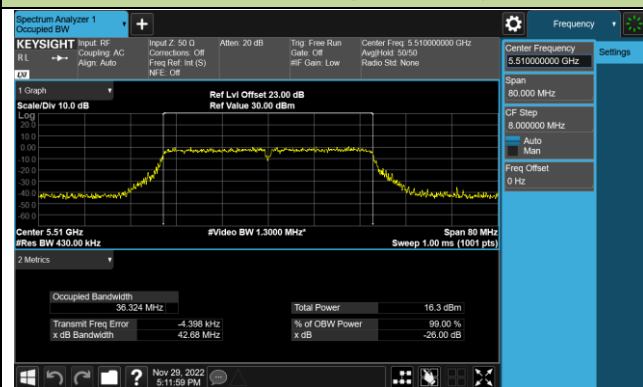 Spectrum Analyzer 1
Occupied BW
Frequency
KEYSIGHT
RL
Input: RF
Coupling: AC
Align: Auto
Input Z: 50 Ω
Corrections: Off
Freq Ref: Int (S)
NFE: Off
Atten: 20 dB
Trig: Free Run
Gate: Off
#IF Gain: Low
Center Freq: 5.510000000 GHz
Avg|Hold: 50/50
Radio Std: None
Center Frequency
5.510000000 GHz
Settings
Span
80.000 MHz
CF Step
8.000000 MHz
Auto
Man
Freq Offset
0 Hz
1 Graph
Scale/Div 10.0 dB
Ref Lvl Offset 23.00 dB
Ref Value 30.00 dBm
Log
20.0
10.0
0.00
-10.0
-20.0
-30.0
-40.0
-50.0
-60.0
Center 5.51 GHz
#Res BW 430.00 kHz
#Video BW 1.3000 MHz*
Span 80 MHz
Sweep 1.00 ms (1001 pts)
2 Metrics
Occupied Bandwidth
36.324 MHz
Transmit Freq Error -4.398 kHz
x dB Bandwidth 42.68 MHz
Total Power 16.3 dBm
% of OBW Power 99.00 %
x dB -26.00 dB
Nov 29, 2022
5:11:59 PM